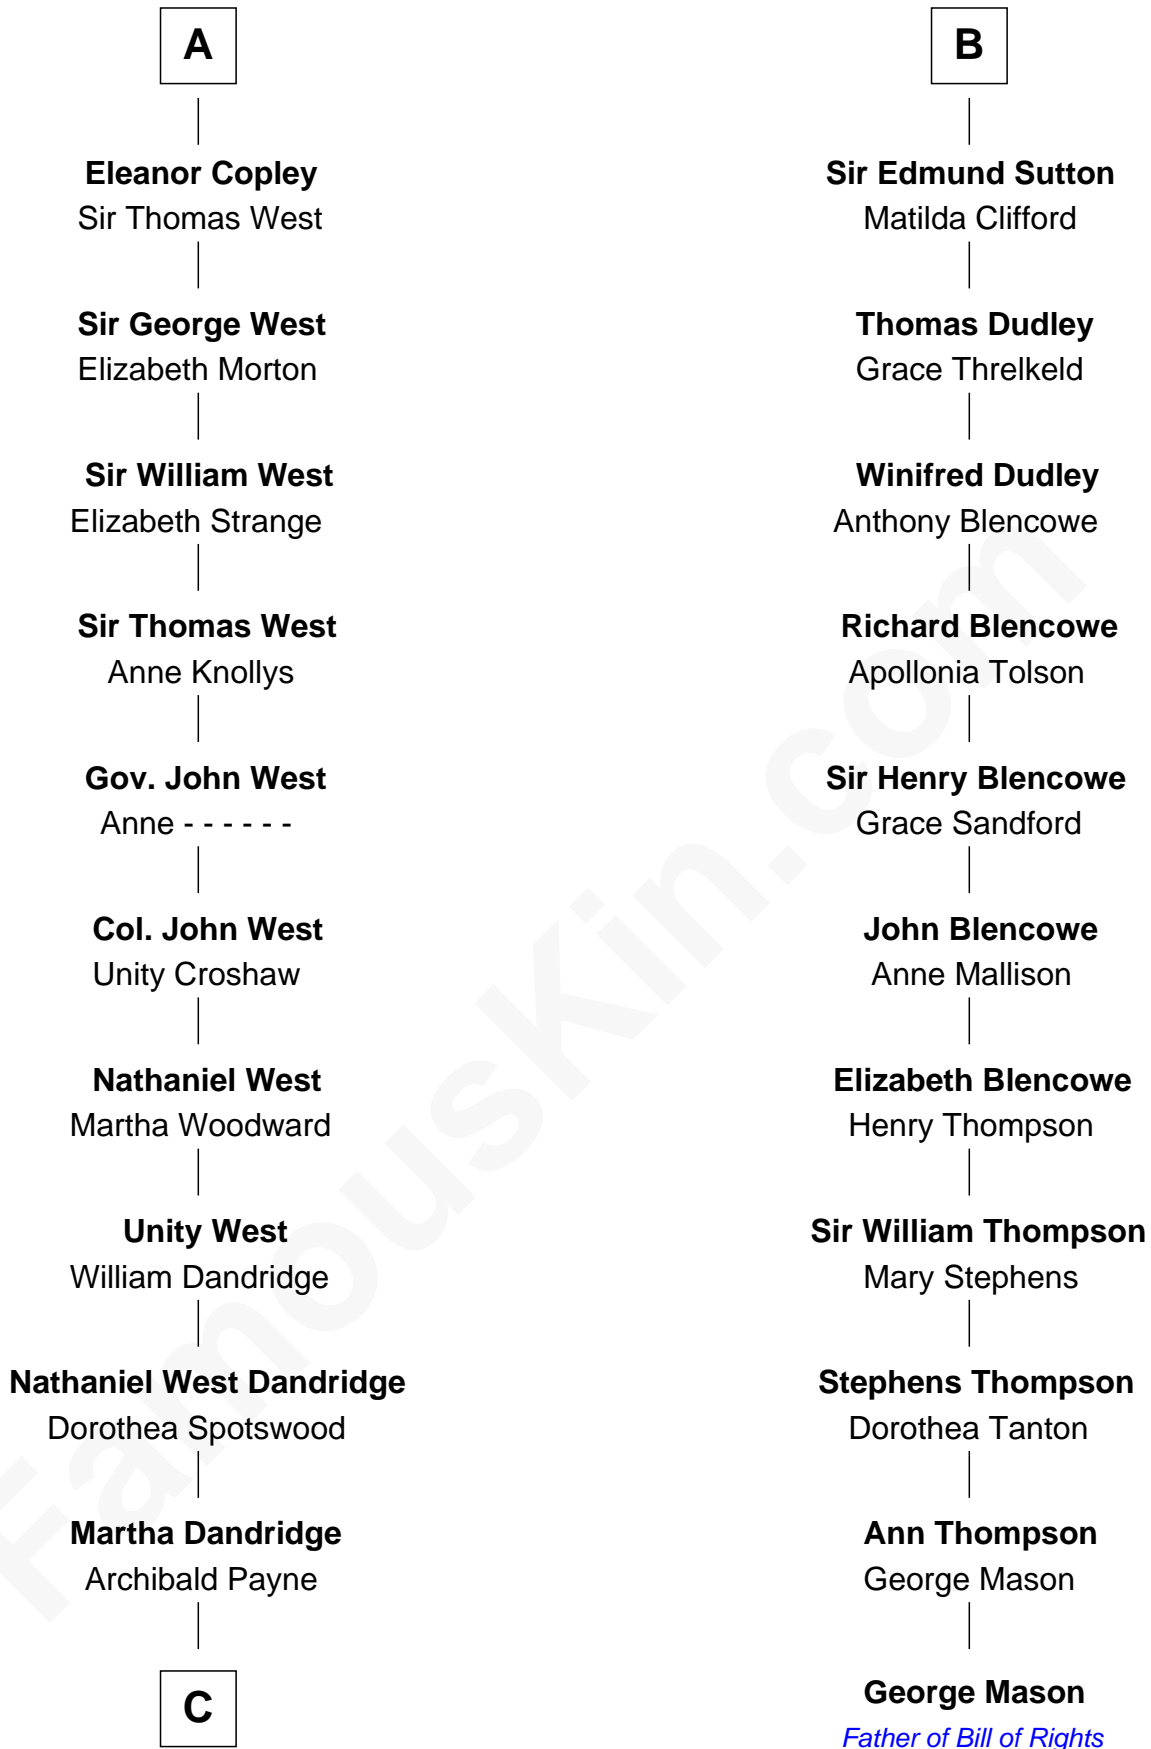 A
Eleanor Copley
Sir Thomas West
Sir George West
Elizabeth Morton
Sir William West
Elizabeth Strange
Sir Thomas West
Anne Knollys
Gov. John West
Anne - - - - - -
Col. John West
Unity Croshaw
Nathaniel West
Martha Woodward
Unity West
William Dandridge
Nathaniel West Dandridge
Dorothea Spotswood
Martha Dandridge
Archibald Payne
C
B
Sir Edmund Sutton
Matilda Clifford
Thomas Dudley
Grace Threlkeld
Winifred Dudley
Anthony Blencowe
Richard Blencowe
Apollonia Tolson
Sir Henry Blencowe
Grace Sandford
John Blencowe
Anne Mallison
Elizabeth Blencowe
Henry Thompson
Sir William Thompson
Mary Stephens
Stephens Thompson
Dorothea Tanton
Ann Thompson
George Mason
George Mason
Father of Bill of Rights
FamousKin.com